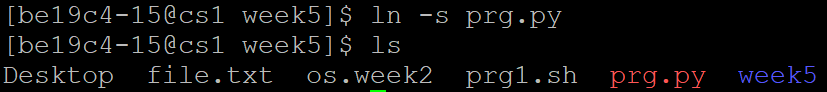 [be19c4-15@cs1 week5]$ ln -s prg.py
[be19c4-15@cs1 week5]$ ls
Desktop file.txt os.week2 prg1.sh prg.py week5